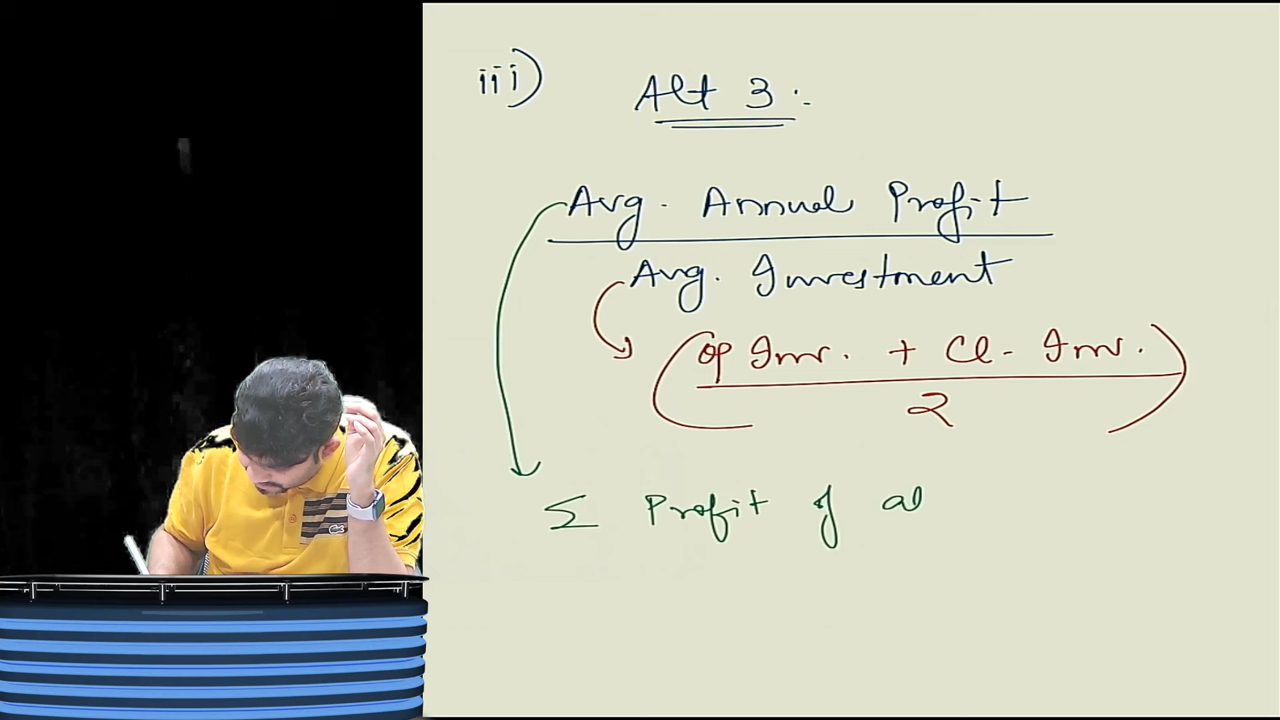 iii) Alt 3 :
Avg. Annual Profit
Avg. Investment
(Op Inv. + Cl. Inv.)
2
Σ Profit of al